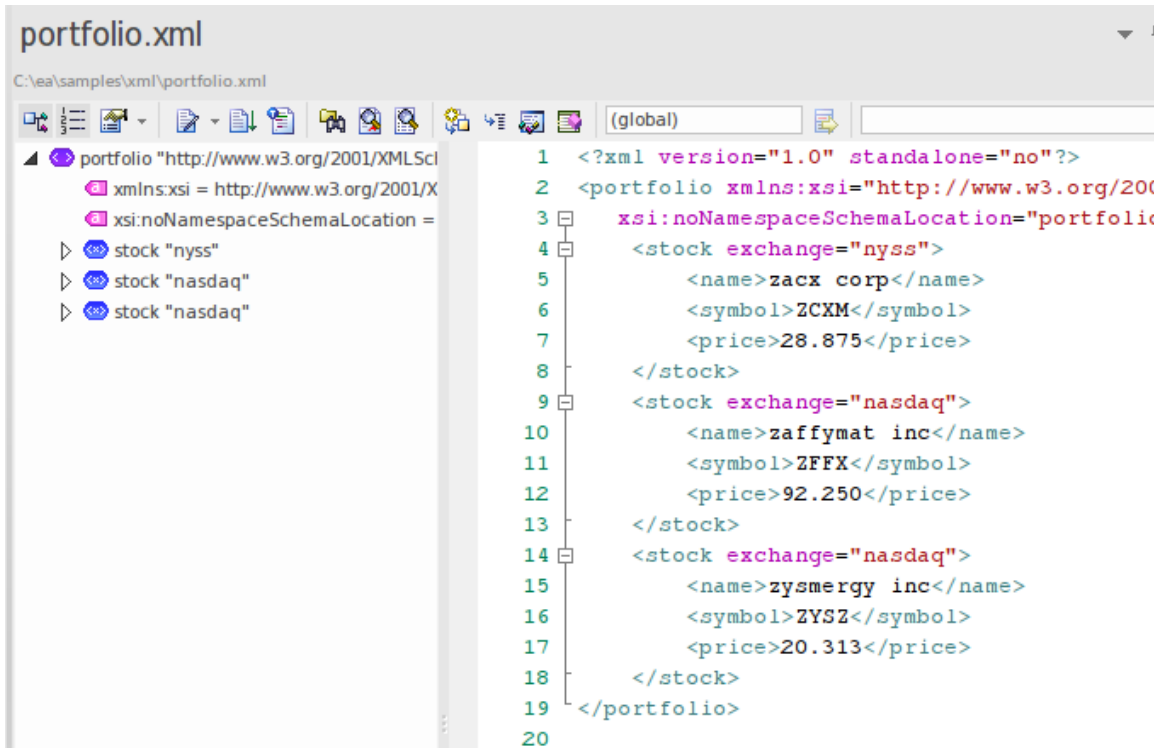 portfolio.xml
C:\ea\samples\xml\portfolio.xml
(global)
portfolio "http://www.w3.org/2001/XMLScl
xmlns:xsi = http://www.w3.org/2001/X
xsi:noNamespaceSchemaLocation =
stock "nyss"
stock "nasdaq"
stock "nasdaq"
1 <?xml version="1.0" standalone="no"?>
2 <portfolio xmlns:xsi="http://www.w3.org/200
3 xsi:noNamespaceSchemaLocation="portfolio
4 <stock exchange="nyss">
5 <name>zacx corp</name>
6 <symbol>ZCXM</symbol>
7 <price>28.875</price>
8 </stock>
9 <stock exchange="nasdaq">
10 <name>zaffymat inc</name>
11 <symbol>ZFFX</symbol>
12 <price>92.250</price>
13 </stock>
14 <stock exchange="nasdaq">
15 <name>zysmergy inc</name>
16 <symbol>ZYSZ</symbol>
17 <price>20.313</price>
18 </stock>
19 </portfolio>
20